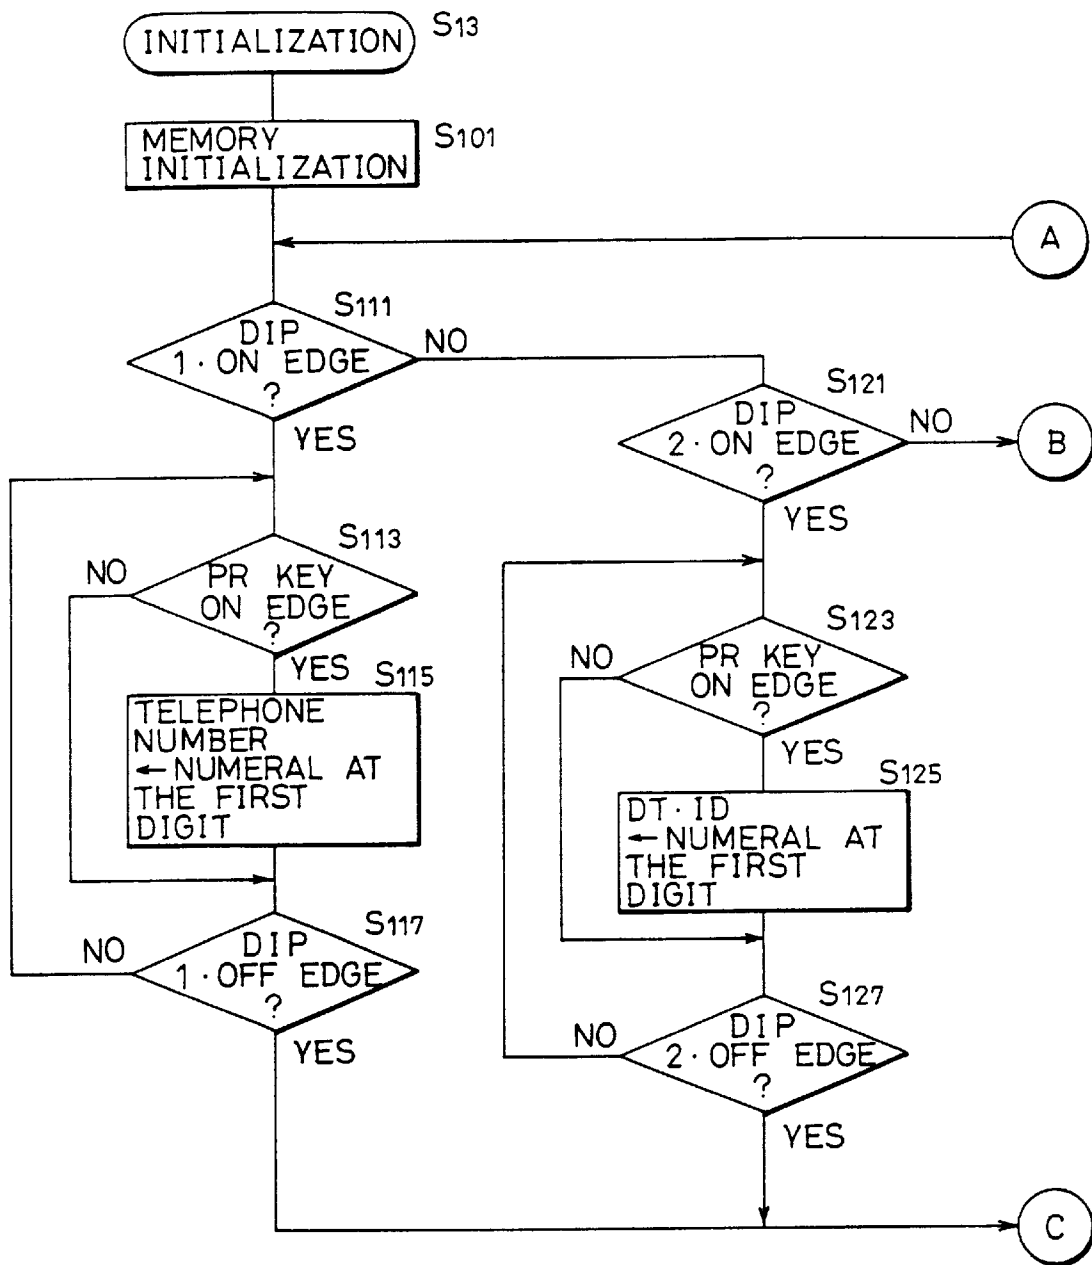 INITIALIZATION
S13
MEMORY
INITIALIZATION
S101
A
S111
DIP
1·ON EDGE
?
NO
YES
S121
DIP
2·ON EDGE
?
NO
YES
B
S113
PR KEY
ON EDGE
?
NO
YES
S115
TELEPHONE
NUMBER
←NUMERAL AT
THE FIRST
DIGIT
S117
DIP
1·OFF EDGE
?
NO
YES
S123
PR KEY
ON EDGE
?
NO
YES
S125
DT·ID
←NUMERAL AT
THE FIRST
DIGIT
S127
DIP
2·OFF EDGE
?
NO
YES
C